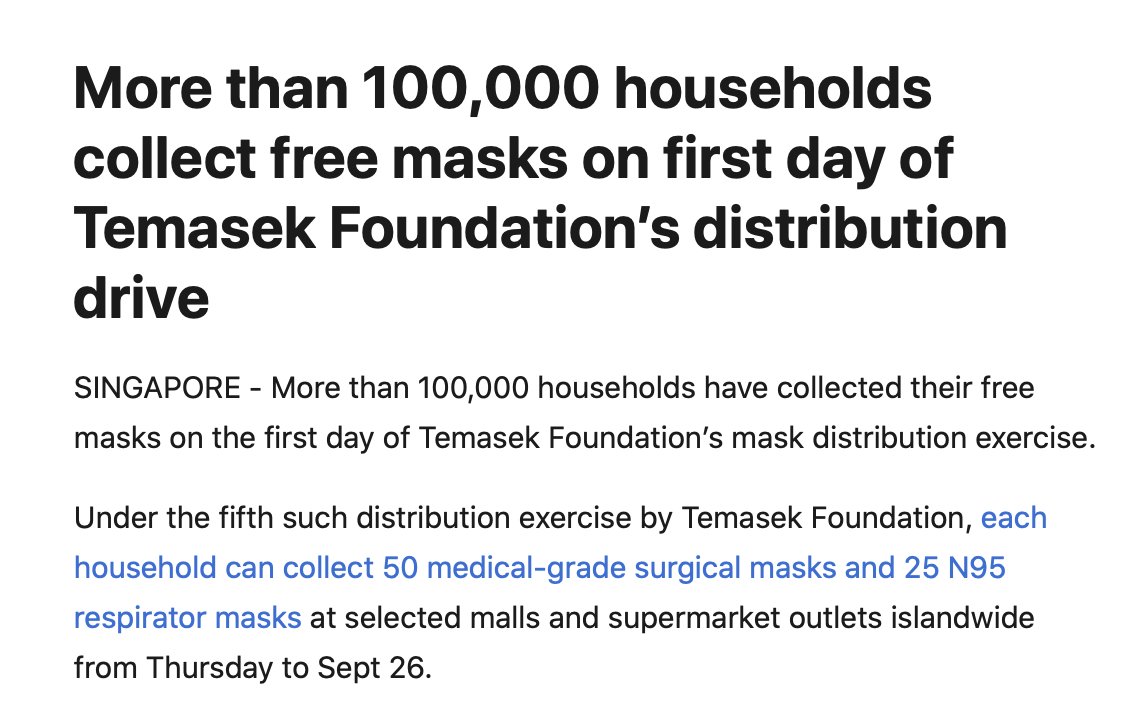 More than 100,000 households
collect free masks on first day of
Temasek Foundation’s distribution
drive
SINGAPORE - More than 100,000 households have collected their free
masks on the first day of Temasek Foundation’s mask distribution exercise.
Under the fifth such distribution exercise by Temasek Foundation, each
household can collect 50 medical-grade surgical masks and 25 N95
respirator masks at selected malls and supermarket outlets islandwide
from Thursday to Sept 26.